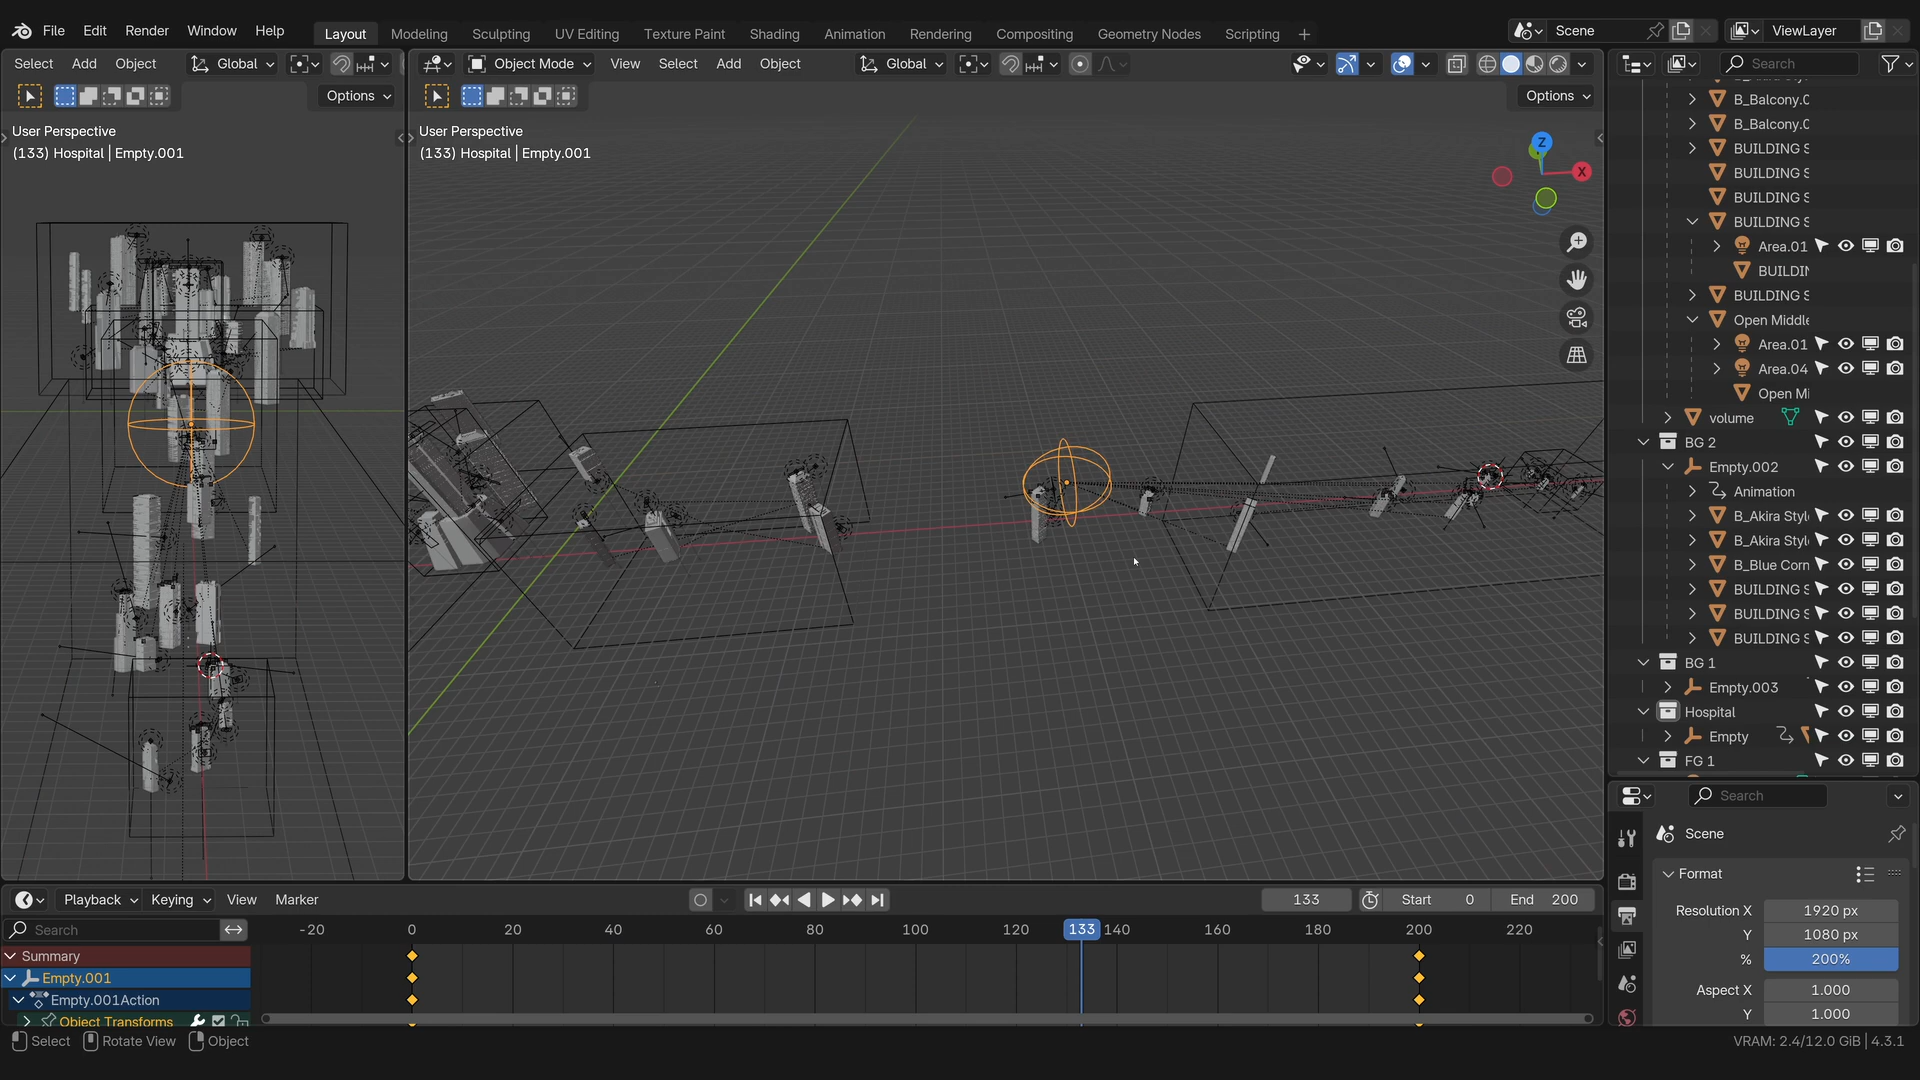 File Edit Render Window Help Layout Modeling Sculpting UV Editing Texture Paint Shading Animation Rendering Compositing Geometry Nodes Scripting + Scene ViewLayer
Select Add Object Global
Object Mode View Select Add Object Global
Search
Options
Options
User Perspective
(133) Hospital | Empty.001
User Perspective
(133) Hospital | Empty.001
Z
X
B_Balcony.0
B_Balcony.0
BUILDING S
BUILDING S
BUILDING S
BUILDING S
Area.01
BUILDIN
BUILDING S
Open Middle
Area.01
Area.04
Open Mi
volume
BG 2
Empty.002
Animation
B_Akira Styl
B_Akira Styl
B_Blue Corn
BUILDING S
BUILDING S
BUILDING S
BG 1
Empty.003
Hospital
Empty
FG 1
Search
Scene
Format
Resolution X 1920 px
Y 1080 px
% 200%
Aspect X 1.000
Y 1.000
Playback Keying View Marker 133 Start 0 End 200
Search
-20 0 20 40 60 80 100 120 133 140 160 180 200 220
Summary
Empty.001
Empty.001Action
Object Transforms
Select Rotate View Object
VRAM: 2.4/12.0 GiB | 4.3.1